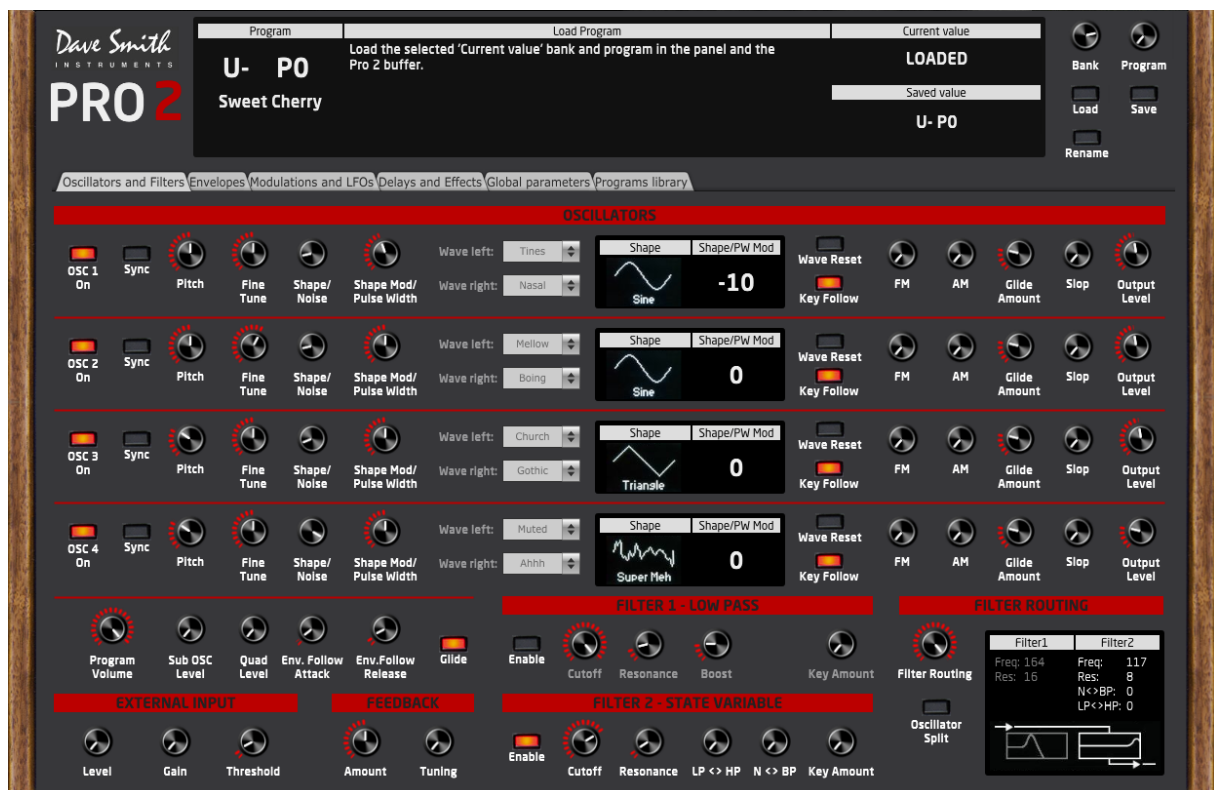 Dave Smith
INSTRUMENTS
PRO 2
Program
U- P0
Sweet Cherry
Load Program
Load the selected 'Current value' bank and program in the panel and the
Pro 2 buffer.
Current value
LOADED
Saved value
U- P0
Bank Program
Load Save
Rename
Oscillators and Filters Envelopes Modulations and LFOs Delays and Effects Global parameters Programs library
OSCILLATORS
OSC 1 On Sync Pitch Fine Tune Shape/ Noise Shape Mod/ Pulse Width
Wave left: Tines
Wave right: Nasal
Shape Shape/PW Mod
Sine -10
Wave Reset
Key Follow
FM AM Glide Amount Slop Output Level
OSC 2 On Sync Pitch Fine Tune Shape/ Noise Shape Mod/ Pulse Width
Wave left: Mellow
Wave right: Boing
Shape Shape/PW Mod
Sine 0
Wave Reset
Key Follow
FM AM Glide Amount Slop Output Level
OSC 3 On Sync Pitch Fine Tune Shape/ Noise Shape Mod/ Pulse Width
Wave left: Church
Wave right: Gothic
Shape Shape/PW Mod
Triangle 0
Wave Reset
Key Follow
FM AM Glide Amount Slop Output Level
OSC 4 On Sync Pitch Fine Tune Shape/ Noise Shape Mod/ Pulse Width
Wave left: Muted
Wave right: Ahhh
Shape Shape/PW Mod
Super Meh 0
Wave Reset
Key Follow
FM AM Glide Amount Slop Output Level
Program Volume Sub OSC Level Quad Level Env. Follow Attack Env.Follow Release Glide
EXTERNAL INPUT
Level Gain Threshold
FEEDBACK
Amount Tuning
FILTER 1 - LOW PASS
Enable Cutoff Resonance Boost Key Amount
FILTER 2 - STATE VARIABLE
Enable Cutoff Resonance LP <> HP N <> BP Key Amount
FILTER ROUTING
Filter Routing
Oscillator Split
Filter1 Filter2
Freq: 164 Freq: 117
Res: 16 Res: 8
N<>BP: 0
LP<>HP: 0